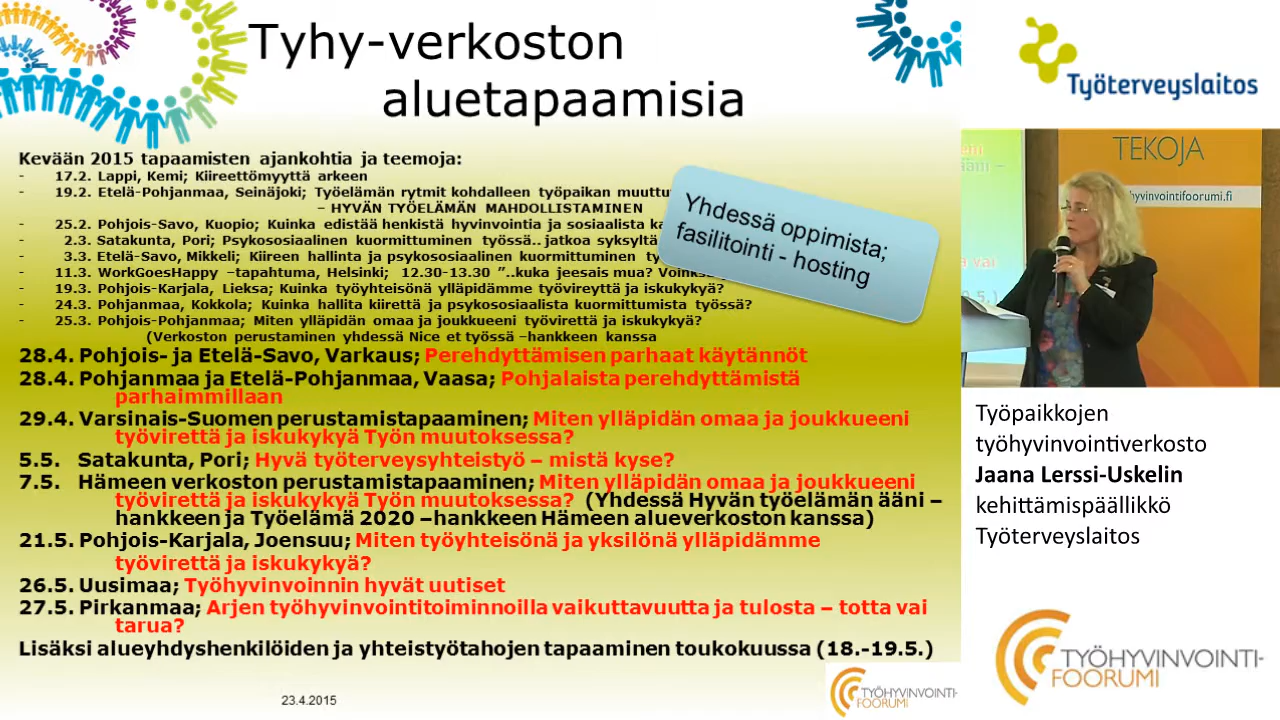 Tyhy-verkoston
aluetapaamisia
Kevään 2015 tapaamisten ajankohtia ja teemoja:
- 17.2. Lappi, Kemi; Kiireettömyyttä arkeen
- 19.2. Etelä-Pohjanmaa, Seinäjoki; Työelämän rytmit kohdalleen työpaikan
– HYVÄN TYÖELÄMÄN MAHDOLLISTAMINEN
- 25.2. Pohjois-Savo, Kuopio; Kuinka edistää henkistä hyvinvointia ja sosiaalista
- 2.3. Satakunta, Pori; Psykososiaalinen kuormittuminen työssä.. jatkoa syksyltä
- 3.3. Etelä-Savo, Mikkeli; Kiireen hallinta ja psykososiaalinen kuormittuminen
- 11.3. WorkGoesHappy –tapahtuma, Helsinki; 12.30-13.30 ”..kuka jeesais mua?
- 19.3. Pohjois-Karjala, Lieksa; Kuinka työyhteisönä ylläpidämme työvireyttä ja iskukykyä?
- 24.3. Pohjanmaa, Kokkola; Kuinka hallita kiirettä ja psykososiaalista kuormittumista työssä?
- 25.3. Pohjois-Pohjanmaa; Miten ylläpidän omaa ja joukkueeni työvirettä ja iskukykyä?
(Verkoston perustaminen yhdessä Nice et työssä –hankkeen kanssa
28.4. Pohjois- ja Etelä-Savo, Varkaus; Perehdyttämisen parhaat käytännöt
28.4. Pohjanmaa ja Etelä-Pohjanmaa, Vaasa; Pohjalaista perehdyttämistä
parhaimmillaan
29.4. Varsinais-Suomen perustamistapaaminen; Miten ylläpidän omaa ja joukkueeni
työvirettä ja iskukykyä Työn muutoksessa?
5.5. Satakunta, Pori; Hyvä työterveysyhteistyö – mistä kyse?
7.5. Hämeen verkoston perustamistapaaminen; Miten ylläpidän omaa ja joukkueeni
työvirettä ja iskukykyä Työn muutoksessa? (Yhdessä Hyvän työelämän ääni –
hankkeen ja Työelämä 2020 –hankkeen Hämeen alueverkoston kanssa)
21.5. Pohjois-Karjala, Joensuu; Miten työyhteisönä ja yksilönä ylläpidämme
työvirettä ja iskukykyä?
26.5. Uusimaa; Työhyvinvoinnin hyvät uutiset
27.5. Pirkanmaa; Arjen työhyvinvointitoiminnoilla vaikuttavuutta ja tulosta – totta vai
tarua?
Lisäksi alueyhdyshenkilöiden ja yhteistyötahojen tapaaminen toukokuussa (18.-19.5.)
23.4.2015
TYÖHYVINVOINTI-
FOORUMI
Yhdessä oppimista;
fasilitointi - hosting
Työterveyslaitos
TEKOJA
hyvinvointifoorumi.fi
Työpaikkojen
työhyvinvointiverkosto
Jaana Lerssi-Uskelin
kehittämispäällikkö
Työterveyslaitos
TYÖHYVINVOINTI-
FOORUMI